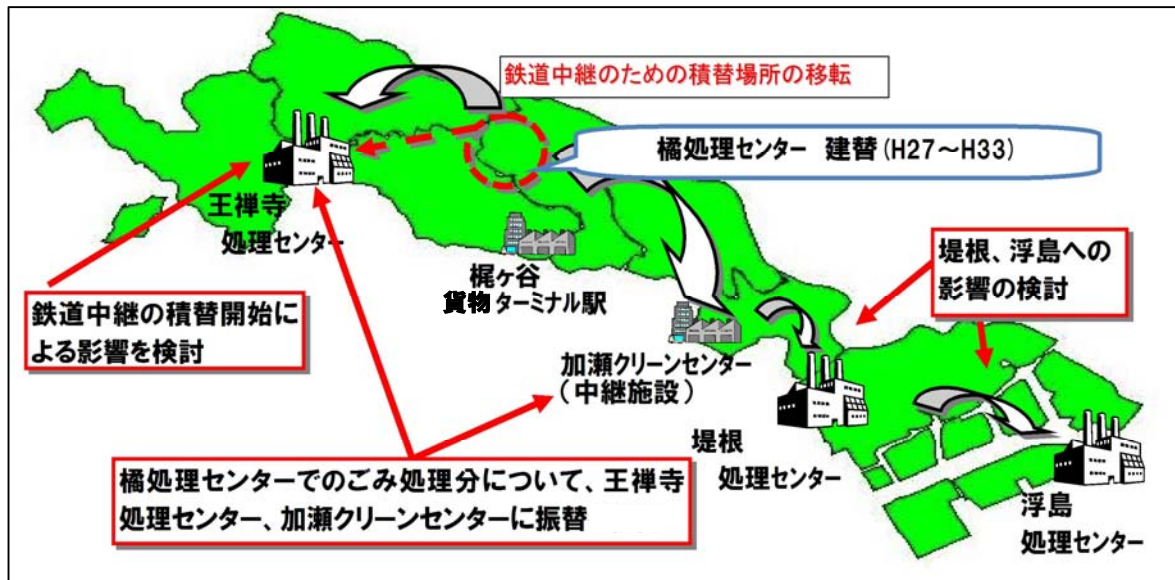 鉄道中継のための積替場所の移転
橘処理センター 建替(H27～H33)
王禅寺
処理センター
梶ヶ谷
貨物ターミナル駅
堤根、浮島への
影響の検討
鉄道中継の積替開始に
よる影響を検討
加瀬クリーンセンター
（中継施設）
堤根
処理センター
橘処理センターでのごみ処理分について、王禅寺
処理センター、加瀬クリーンセンターに振替
浮島
処理センター